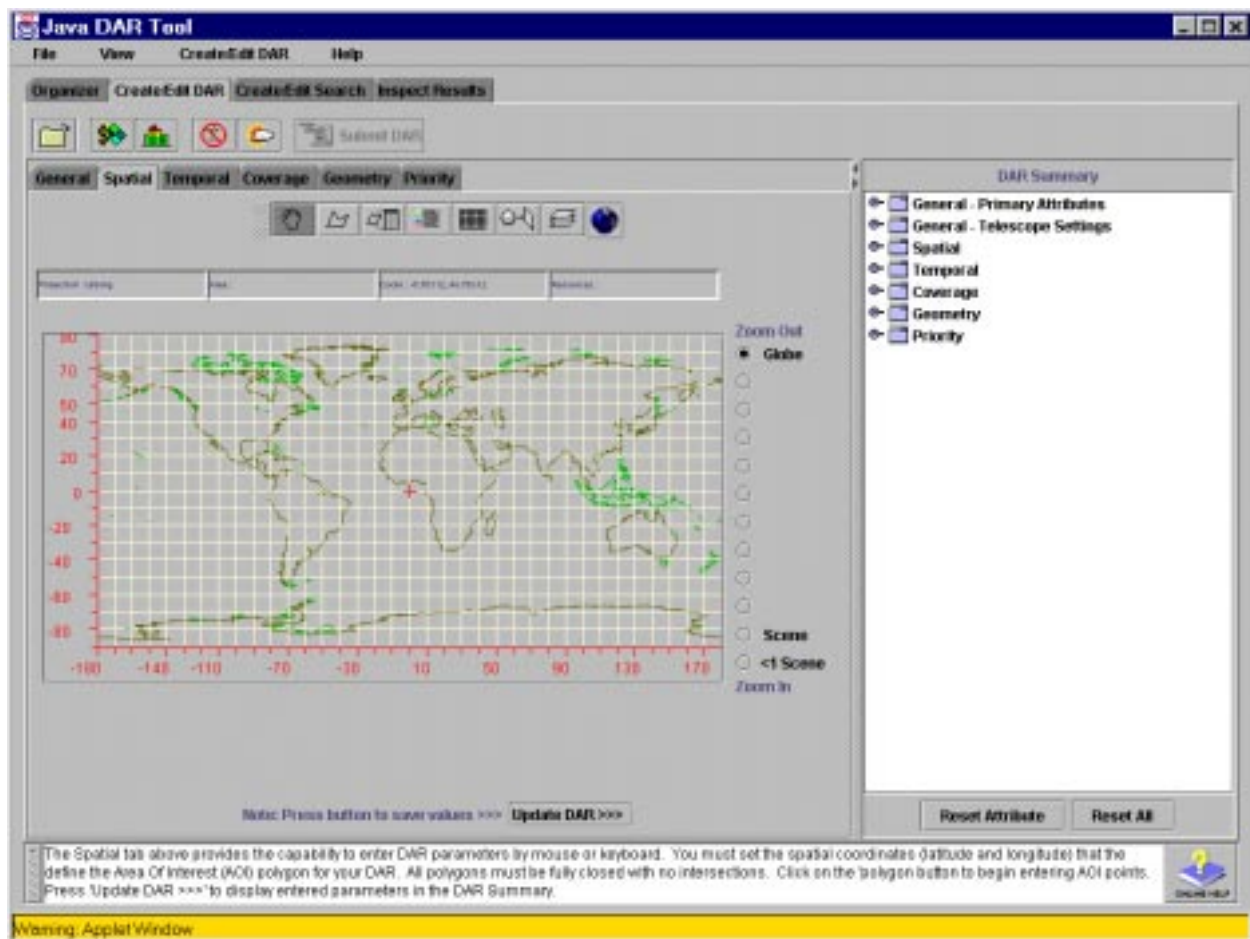 Java DAR Tool
File View Create/Edit DAR Help
Organizer Create/Edit DAR Create/Edit Search Inspect Results
Submit DAR
General Spatial Temporal Coverage Geometry Priority
DAR Summary
General - Primary Attributes
General - Telescope Settings
Spatial
Temporal
Coverage
Geometry
Priority
Zoom Out
Globe
70
50
40
20
0
-20
-40
-80
Scene
<1 Scene
Zoom In
-180 -110 -70 -30 10 50 90 130 170
Note: Press button to save values >>> Update DAR >>>
Reset Attribute Reset All
The Spatial tab above provides the capability to enter DAR parameters by mouse or keyboard. You must set the spatial coordinates (latitude and longitude) that the
define the Area Of Interest (AOI) polygon for your DAR. All polygons must be fully closed with no intersections. Click on the 'polygon button to begin entering AOI points.
Press 'Update DAR >>>' to display entered parameters in the DAR Summary.
ONLINE HELP
Warning: Applet Window